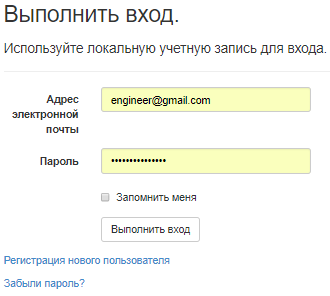 Выполнить вход.
Используйте локальную учетную запись для входа.
Адрес
электронной
почты
engineer@gmail.com
Пароль
•••••••••••••••
Запомнить меня
Выполнить вход
Регистрация нового пользователя
Забыли пароль?